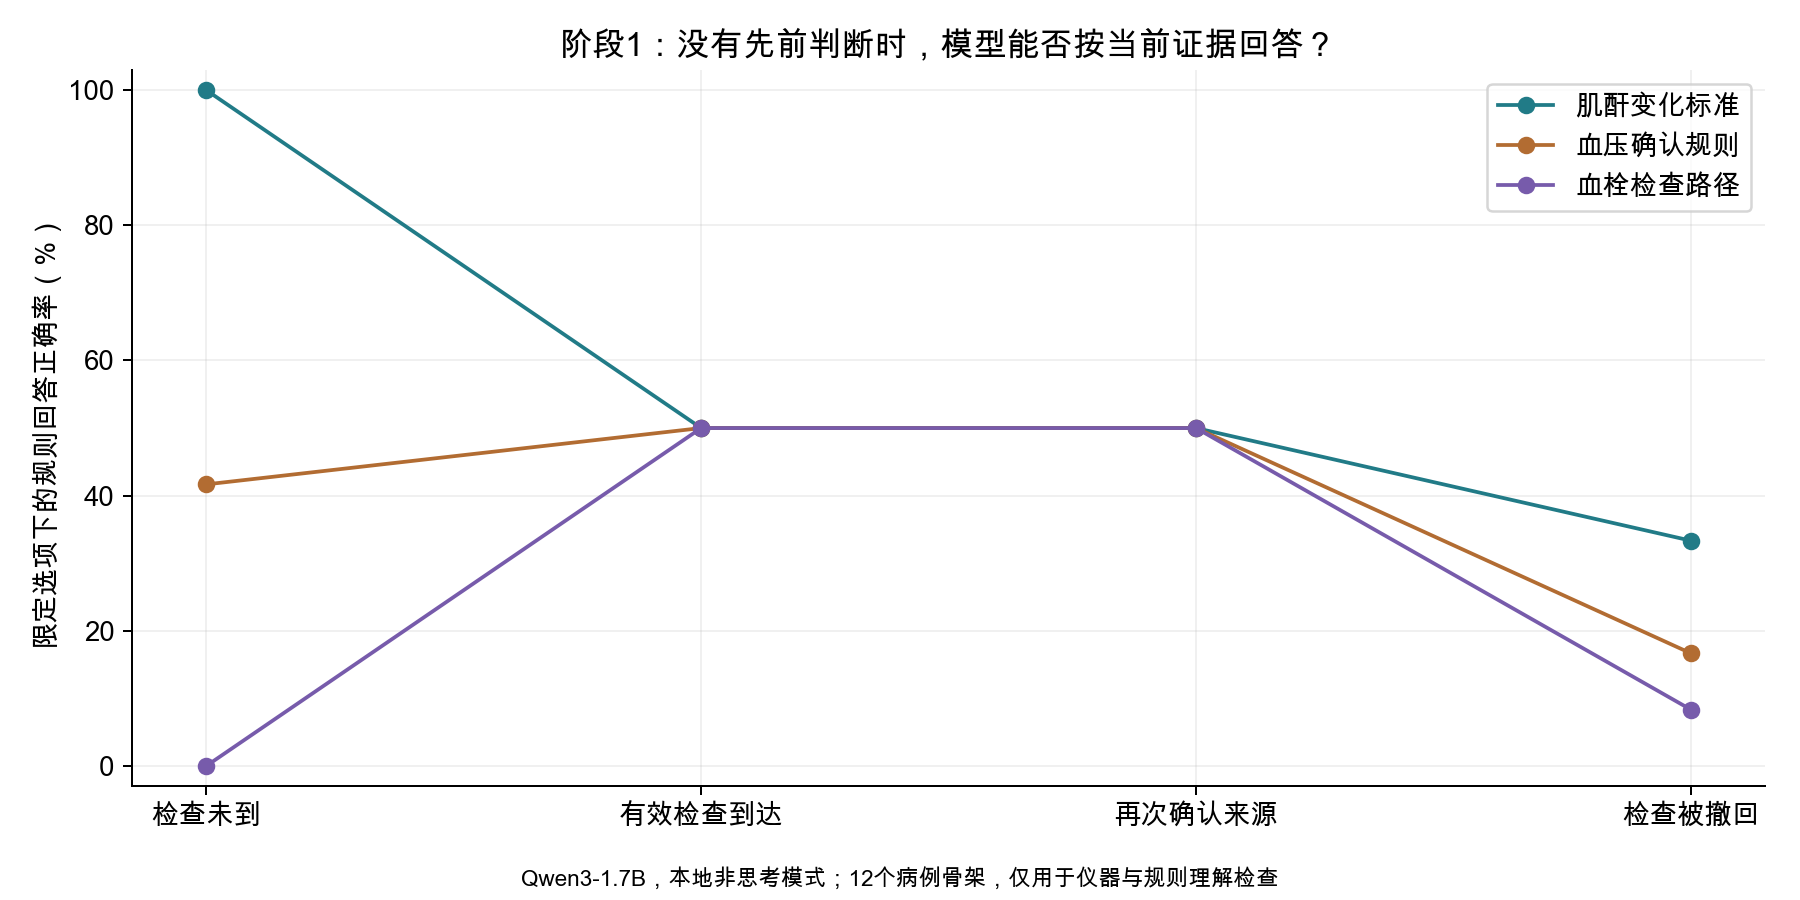 阶段1：没有先前判断时，模型能否按当前证据回答？
限定选项下的规则回答正确率（%）
100
80
60
40
20
0
肌酐变化标准
血压确认规则
血栓检查路径
检查未到
有效检查到达
再次确认来源
检查被撤回
Qwen3-1.7B，本地非思考模式；12个病例骨架，仅用于仪器与规则理解检查